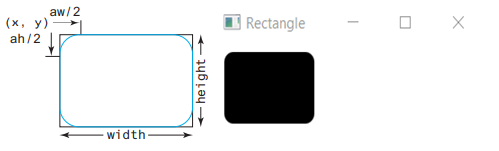 aw/2
(x, y)
ah/2
height
width
Rectangle